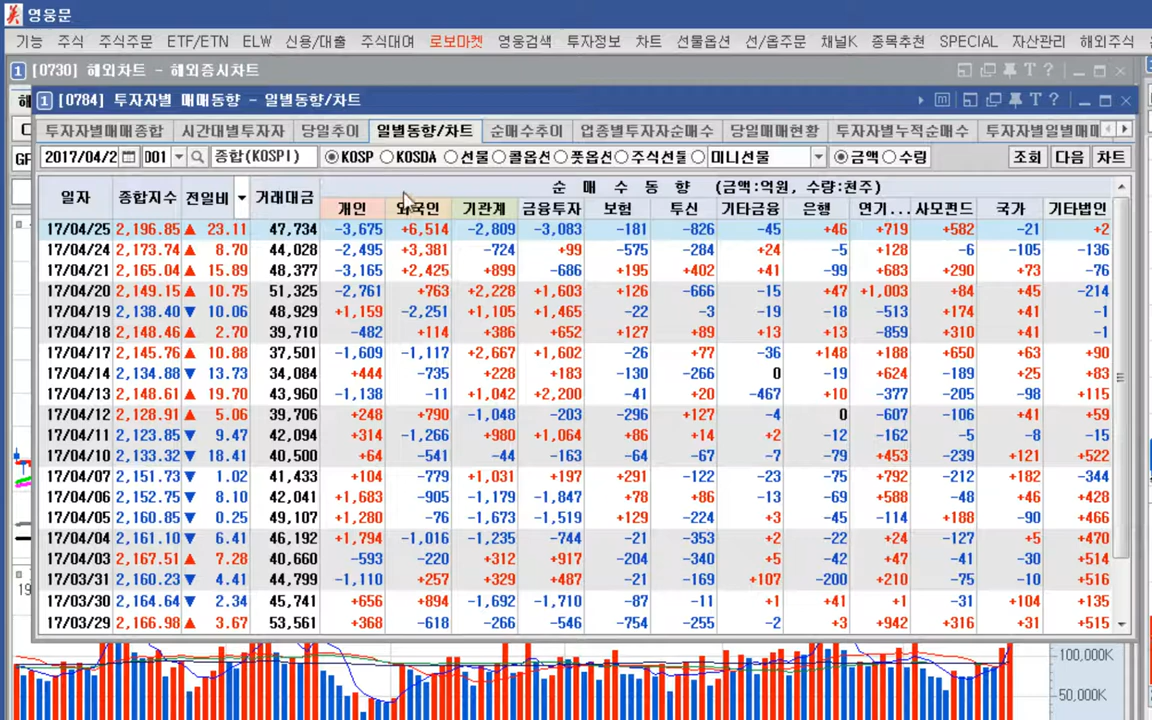 영웅문
기능 주식 주식주문 ETF/ETN ELW 신용/대출 주식대여 로보마켓 영웅검색 투자정보 차트 선물옵션 선/옵주문 채널K 종목추천 SPECIAL 자산관리 해외주식
1 [0730] 해외차트 - 해외증시차트
1 [0784] 투자자별 매매동향 - 일별동향/차트
투자자별매매종합 시간대별투자자 당일추이 일별동향/차트 순매수추이 업종별투자자순매수 당일매매현황 투자자별누적순매수 투자자별일별매매
2017/04/2 001 종합(KOSPI) KOSP KOSDA 선물 콜옵션 풋옵션 주식선물 미니선물 금액 수량 조회 다음 차트
일자 종합지수 전일비 거래대금 순 매 수 동 향 (금액:억원, 수량:천주)
개인 외국인 기관계 금융투자 보험 투신 기타금융 은행 연기... 사모펀드 국가 기타법인
17/04/25 2,196.85 ▲ 23.11 47,734 -3,675 +6,514 -2,809 -3,083 -181 -826 -45 +46 +719 +582 -21 +2
17/04/24 2,173.74 ▲ 8.70 44,028 -2,495 +3,381 -724 +99 -575 -284 +24 -5 +128 -6 -105 -136
17/04/21 2,165.04 ▲ 15.89 48,377 -3,165 +2,425 +899 -686 +195 +402 +41 -99 +683 +290 +73 -76
17/04/20 2,149.15 ▲ 10.75 51,325 -2,761 +763 +2,228 +1,603 +126 -666 -15 +47 +1,003 +84 +45 -214
17/04/19 2,138.40 ▼ 10.06 48,929 +1,159 -2,251 +1,105 +1,465 -22 -3 -19 -18 -513 +174 +41 -1
17/04/18 2,148.46 ▲ 2.70 39,710 -482 +114 +386 +652 +127 +89 +13 +13 -859 +310 +41 -1
17/04/17 2,145.76 ▲ 10.88 37,501 -1,609 -1,117 +2,667 +1,602 -26 +77 -36 +148 +188 +650 +63 +90
17/04/14 2,134.88 ▼ 13.73 34,084 +444 -735 +228 +183 -130 -266 0 -19 +624 -189 +25 +83
17/04/13 2,148.61 ▲ 19.70 43,960 -1,138 -11 +1,042 +2,200 -41 +20 -467 +10 -377 -205 -98 +115
17/04/12 2,128.91 ▲ 5.06 39,706 +248 +790 -1,048 -203 -296 +127 -4 0 -607 -106 +41 +59
17/04/11 2,123.85 ▼ 9.47 42,094 +314 -1,266 +980 +1,064 +86 +14 +2 -12 -162 -5 -8 -15
17/04/10 2,133.32 ▼ 18.41 40,500 +64 -541 -44 -163 -64 -67 -7 -79 +453 -239 +121 +522
17/04/07 2,151.73 ▼ 1.02 41,433 +104 -779 +1,031 +197 +291 -122 -23 -75 +792 -212 +182 -344
17/04/06 2,152.75 ▼ 8.10 42,041 +1,683 -905 -1,179 -1,847 +78 +86 -13 -69 +588 -48 +46 +428
17/04/05 2,160.85 ▼ 0.25 49,107 +1,280 -76 -1,673 -1,519 +129 -224 +3 -45 -114 +188 -90 +466
17/04/04 2,161.10 ▼ 6.41 46,192 +1,794 -1,016 -1,235 -744 -21 -353 +2 -22 +24 -127 +5 +470
17/04/03 2,167.51 ▲ 7.28 40,660 -593 -220 +312 +917 -204 -340 +5 -42 +47 -41 -30 +514
17/03/31 2,160.23 ▼ 4.41 44,799 -1,110 +257 +329 +487 -21 -169 +107 -200 +210 -75 -10 +516
17/03/30 2,164.64 ▼ 2.34 45,741 +656 +894 -1,692 -1,710 -87 -11 +1 +41 +1 -31 +104 +135
17/03/29 2,166.98 ▲ 3.67 53,561 +368 -618 -266 -546 -754 -255 -2 +3 +942 +316 +31 +515
100,000K
50,000K